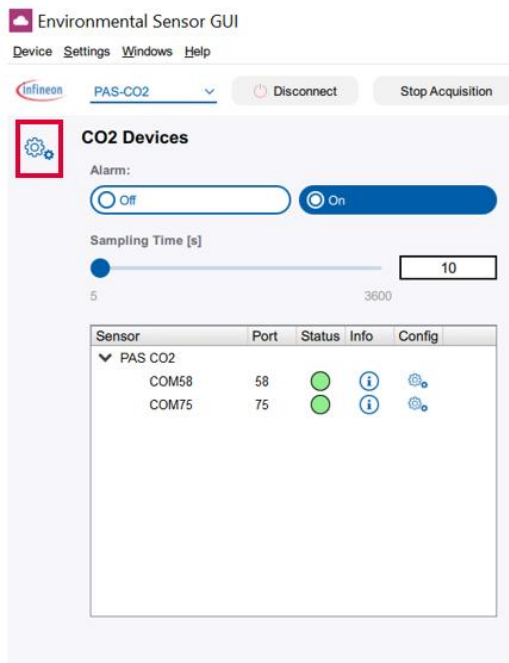 Environmental Sensor GUI
Device Settings Windows Help
infineon PAS-CO2 Disconnect Stop Acquisition
CO2 Devices
Alarm:
Off On
Sampling Time [s]
10
5 3600
Sensor Port Status Info Config
PAS CO2
COM58 58 i
COM75 75 i